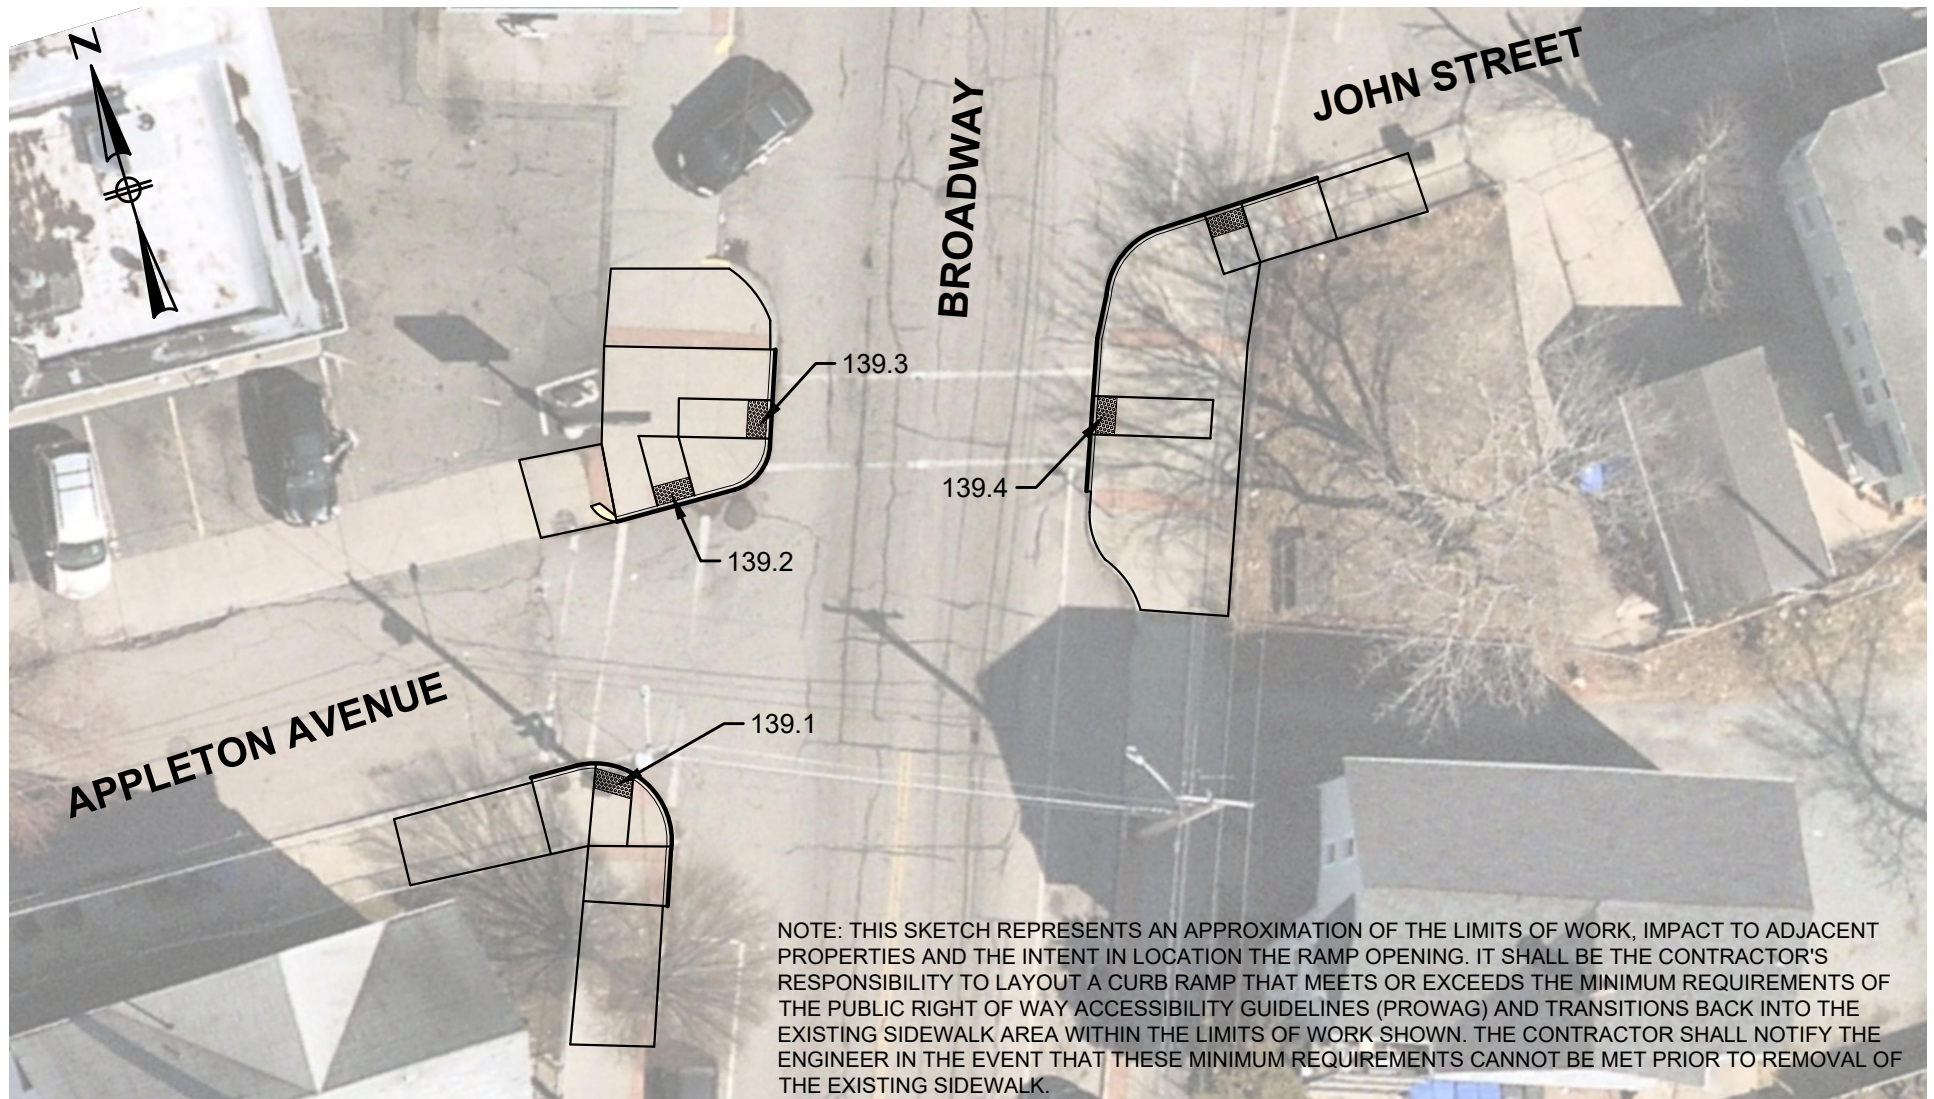 N
JOHN STREET
BROADWAY
139.3
139.4
139.2
APPLETON AVENUE
139.1
NOTE: THIS SKETCH REPRESENTS AN APPROXIMATION OF THE LIMITS OF WORK, IMPACT TO ADJACENT
PROPERTIES AND THE INTENT IN LOCATION THE RAMP OPENING. IT SHALL BE THE CONTRACTOR'S
RESPONSIBILITY TO LAYOUT A CURB RAMP THAT MEETS OR EXCEEDS THE MINIMUM REQUIREMENTS OF
THE PUBLIC RIGHT OF WAY ACCESSIBILITY GUIDELINES (PROWAG) AND TRANSITIONS BACK INTO THE
EXISTING SIDEWALK AREA WITHIN THE LIMITS OF WORK SHOWN. THE CONTRACTOR SHALL NOTIFY THE
ENGINEER IN THE EVENT THAT THESE MINIMUM REQUIREMENTS CANNOT BE MET PRIOR TO REMOVAL OF
THE EXISTING SIDEWALK.